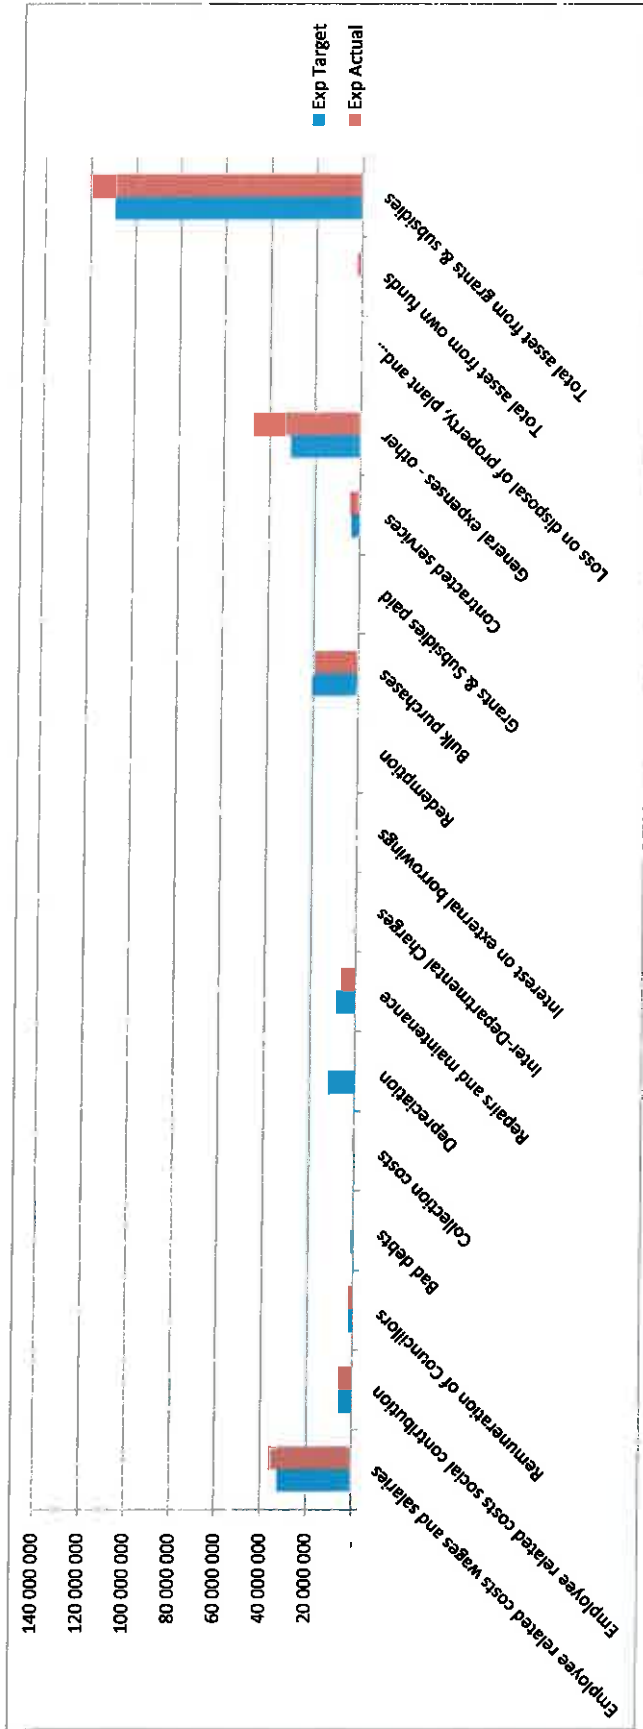 140 000 000
120 000 000
100 000 000
80 000 000
60 000 000
40 000 000
20 000 000
-
Employee related costs wages and salaries
Employee related costs social contribution
Remuneration of Councillors
Bad debts
Collection costs
Depreciation
Repairs and maintenance
Inter-Departmental Charges
Interest on external borrowings
Redemption
Bulk purchases
Grants & Subsidies paid
Contracted services
General expenses - other
Loss on disposal of property, plant and...
Total asset from own funds
Total asset from grants & subsidies
Exp Target
Exp Actual